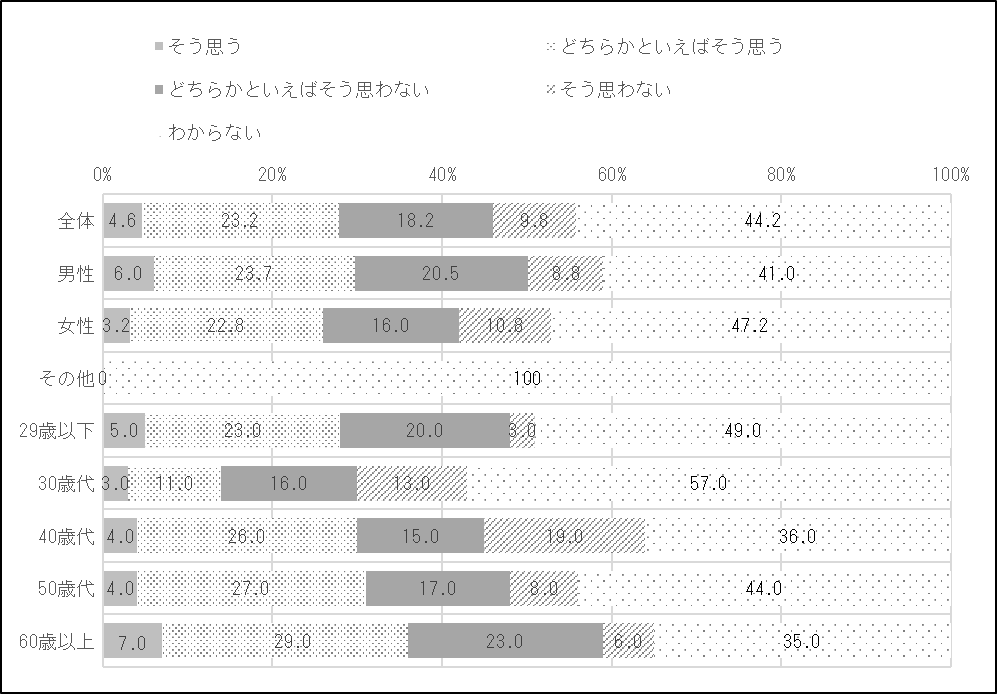 そう思う どちらかといえばそう思う
どちらかといえばそう思わない そう思わない
わからない
0% 20% 40% 60% 80% 100%
全体 4.6 23.2 18.2 9.8 44.2
男性 6.0 23.7 20.5 8.8 41.0
女性 3.2 22.8 16.0 10.8 47.2
その他 0 100
29歳以下 5.0 23.0 20.0 3.0 49.0
30歳代 3.0 11.0 16.0 13.0 57.0
40歳代 4.0 26.0 15.0 19.0 36.0
50歳代 4.0 27.0 17.0 8.0 44.0
60歳以上 7.0 29.0 23.0 6.0 35.0